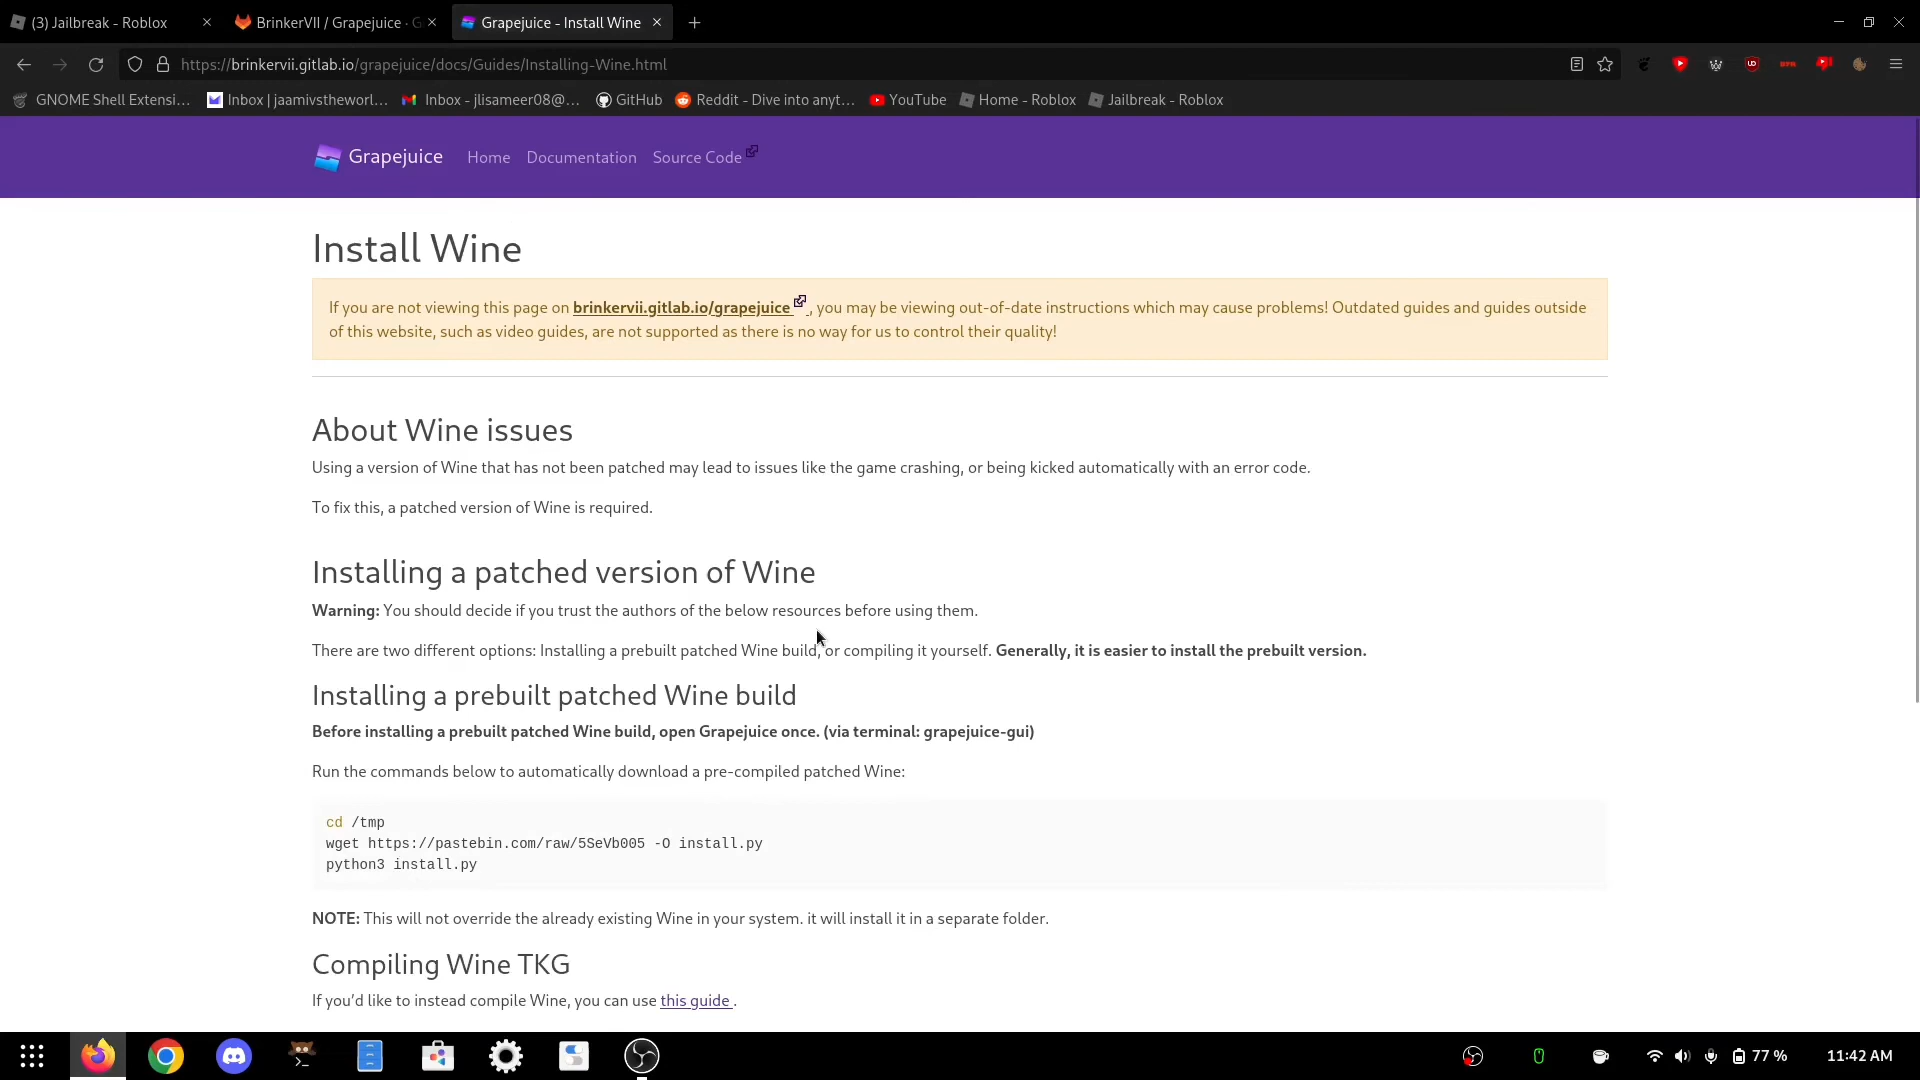 (3) Jailbreak - Roblox
BrinkerVII / Grapejuice · G
Grapejuice - Install Wine
https://brinkervii.gitlab.io/grapejuice/docs/Guides/Installing-Wine.html
GNOME Shell Extensi…
Inbox | jaamivstheworl…
Inbox - jlisameer08@…
GitHub
Reddit - Dive into anyt…
YouTube
Home - Roblox
Jailbreak - Roblox
Grapejuice
Home
Documentation
Source Code
Install Wine
If you are not viewing this page on brinkervii.gitlab.io/grapejuice , you may be viewing out-of-date instructions which may cause problems! Outdated guides and guides outside
of this website, such as video guides, are not supported as there is no way for us to control their quality!
About Wine issues
Using a version of Wine that has not been patched may lead to issues like the game crashing, or being kicked automatically with an error code.
To fix this, a patched version of Wine is required.
Installing a patched version of Wine
Warning: You should decide if you trust the authors of the below resources before using them.
There are two different options: Installing a prebuilt patched Wine build, or compiling it yourself. Generally, it is easier to install the prebuilt version.
Installing a prebuilt patched Wine build
Before installing a prebuilt patched Wine build, open Grapejuice once. (via terminal: grapejuice-gui)
Run the commands below to automatically download a pre-compiled patched Wine:
cd /tmp
wget https://pastebin.com/raw/5SeVb005 -O install.py
python3 install.py
NOTE: This will not override the already existing Wine in your system. it will install it in a separate folder.
Compiling Wine TKG
If you'd like to instead compile Wine, you can use this guide .
77 %
11:42 AM